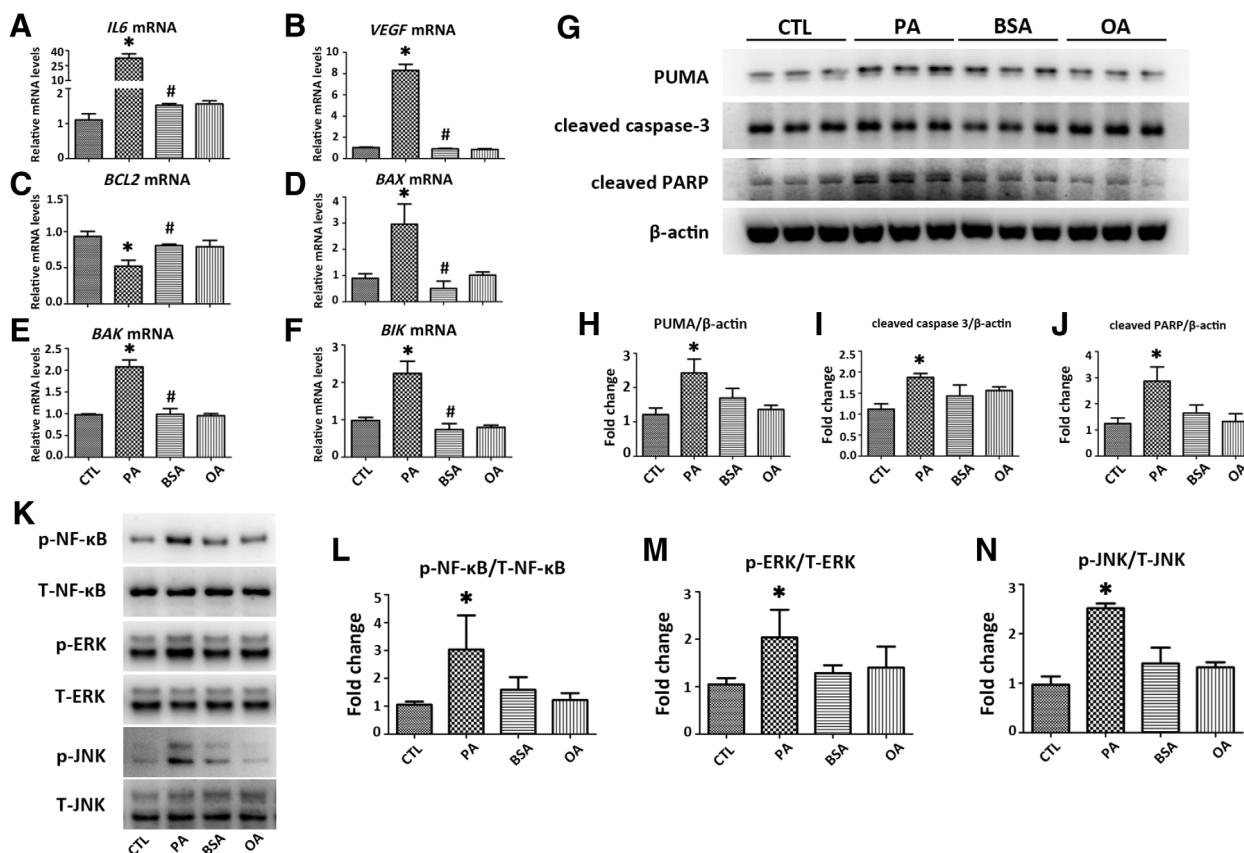 A
IL6 mRNA
Relative mRNA levels
40
25
10
2
1
0
*
#
B
VEGF mRNA
Relative mRNA levels
10
8
6
4
2
0
*
#
C
BCL2 mRNA
Relative mRNA levels
1.5
1.0
0.5
0.0
*
#
D
BAX mRNA
Relative mRNA levels
4
3
2
1
0
*
#
E
BAK mRNA
Relative mRNA levels
2.5
2.0
1.5
1.0
0.5
0.0
*
#
CTL PA BSA OA
F
BIK mRNA
Relative mRNA levels
3
2
1
0
*
#
CTL PA BSA OA
G
CTL PA BSA OA
PUMA
cleaved caspase-3
cleaved PARP
β-actin
H
PUMA/β-actin
Fold change
3
2
1
0
*
CTL PA BSA OA
I
cleaved caspase 3/β-actin
Fold change
2.5
2.0
1.5
1.0
0.5
0.0
*
CTL PA BSA OA
J
cleaved PARP/β-actin
Fold change
4
3
2
1
0
*
CTL PA BSA OA
K
p-NF-κB
T-NF-κB
p-ERK
T-ERK
p-JNK
T-JNK
CTL PA BSA OA
L
p-NF-κB/T-NF-κB
Fold change
5
4
3
2
1
0
*
CTL PA BSA OA
M
p-ERK/T-ERK
Fold change
3
2
1
0
*
CTL PA BSA OA
N
p-JNK/T-JNK
Fold change
3
2
1
0
*
CTL PA BSA OA